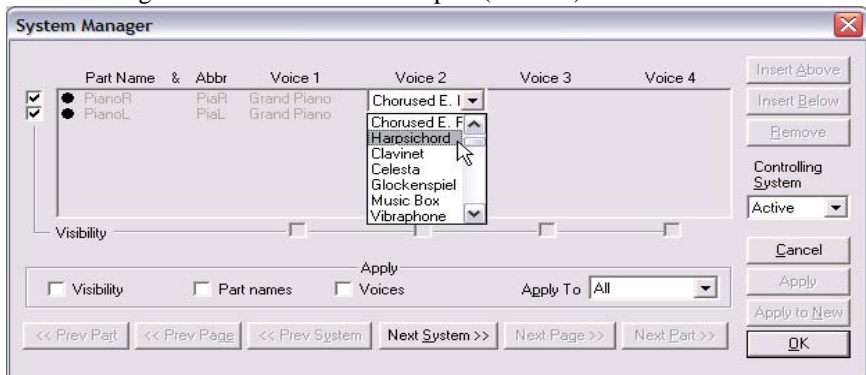 System Manager
Part Name & Abbr Voice 1 Voice 2 Voice 3 Voice 4
PianoR PiaR Grand Piano Chorused E. 
PianoL PiaL Grand Piano
Chorused E.
Harpsichord
Clavinet
Celesta
Glockenspiel
Music Box
Vibraphone
Visibility
Apply
Visibility Part names Voices Apply To All
<< Prev Part << Prev Page << Prev System Next System >> Next Page >> Next Part >>
Insert Above
Insert Below
Remove
Controlling
System
Active
Cancel
Apply
Apply to New
OK